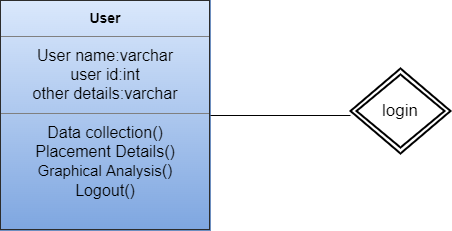 User
User name:varchar
user id:int
other details:varchar
login
Data collection()
Placement Details()
Graphical Analysis()
Logout()